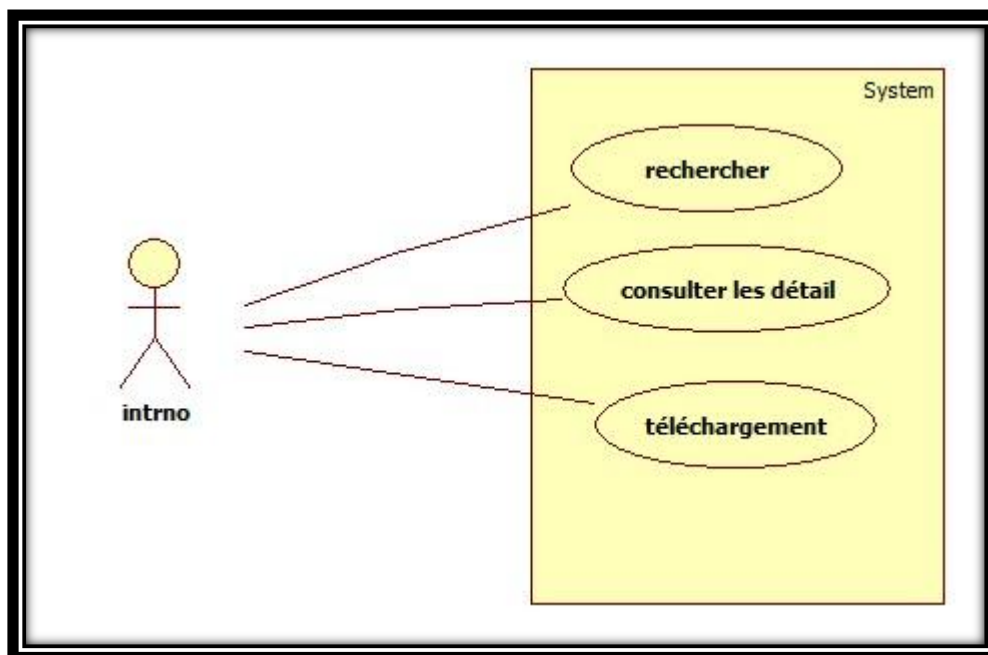 System
rechercher
consulter les détail
téléchargement
intrno